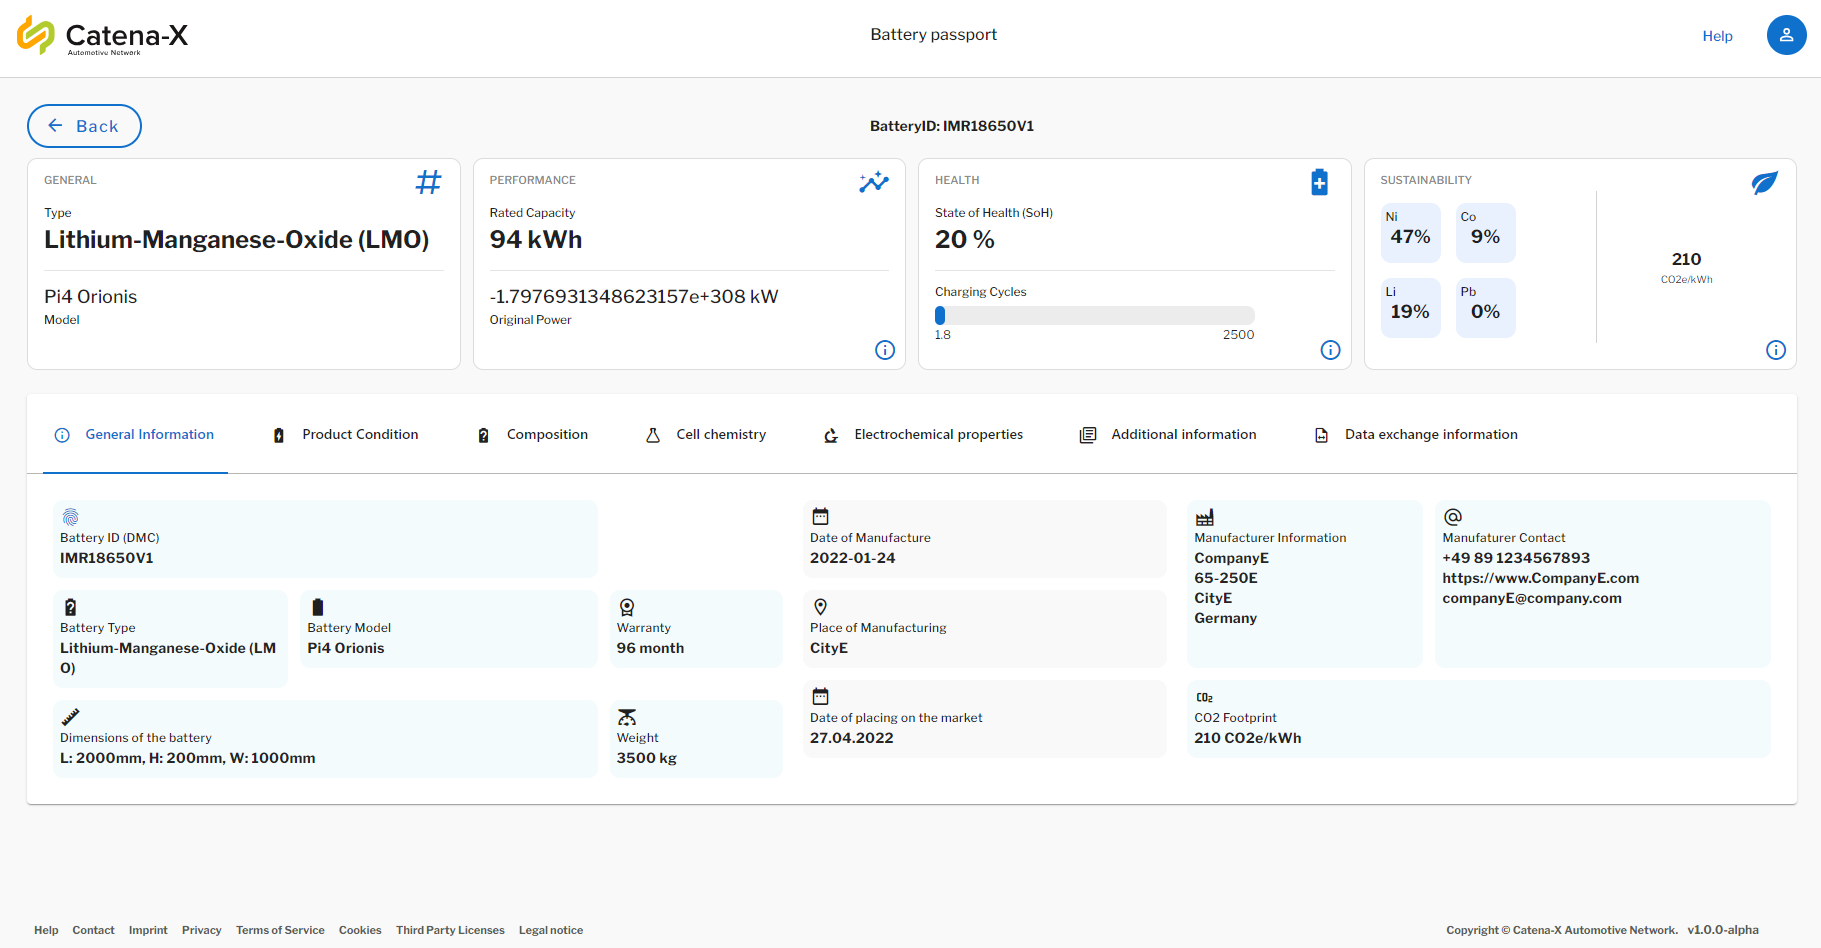 Catena-X
Automotive Network
Battery passport
Help
Back
BatteryID: IMR18650V1
GENERAL
Type
Lithium-Manganese-Oxide (LMO)
Pi4 Orionis
Model
PERFORMANCE
Rated Capacity
94 kWh
-1.7976931348623157e+308 kW
Original Power
HEALTH
State of Health (SoH)
20 %
Charging Cycles
1.8 2500
SUSTAINABILITY
Ni
47%
Co
9%
Li
19%
Pb
0%
210
CO2e/kWh
General Information
Product Condition
Composition
Cell chemistry
Electrochemical properties
Additional information
Data exchange information
Battery ID (DMC)
IMR18650V1
Battery Type
Lithium-Manganese-Oxide (LM
O)
Battery Model
Pi4 Orionis
Warranty
96 month
Dimensions of the battery
L: 2000mm, H: 200mm, W: 1000mm
Weight
3500 kg
Date of Manufacture
2022-01-24
Place of Manufacturing
CityE
Date of placing on the market
27.04.2022
Manufacturer Information
CompanyE
65-250E
CityE
Germany
Manufaturer Contact
+49 89 1234567893
https://www.CompanyE.com
companyE@company.com
CO2
CO2 Footprint
210 CO2e/kWh
Help Contact Imprint Privacy Terms of Service Cookies Third Party Licenses Legal notice
Copyright © Catena-X Automotive Network. v1.0.0-alpha